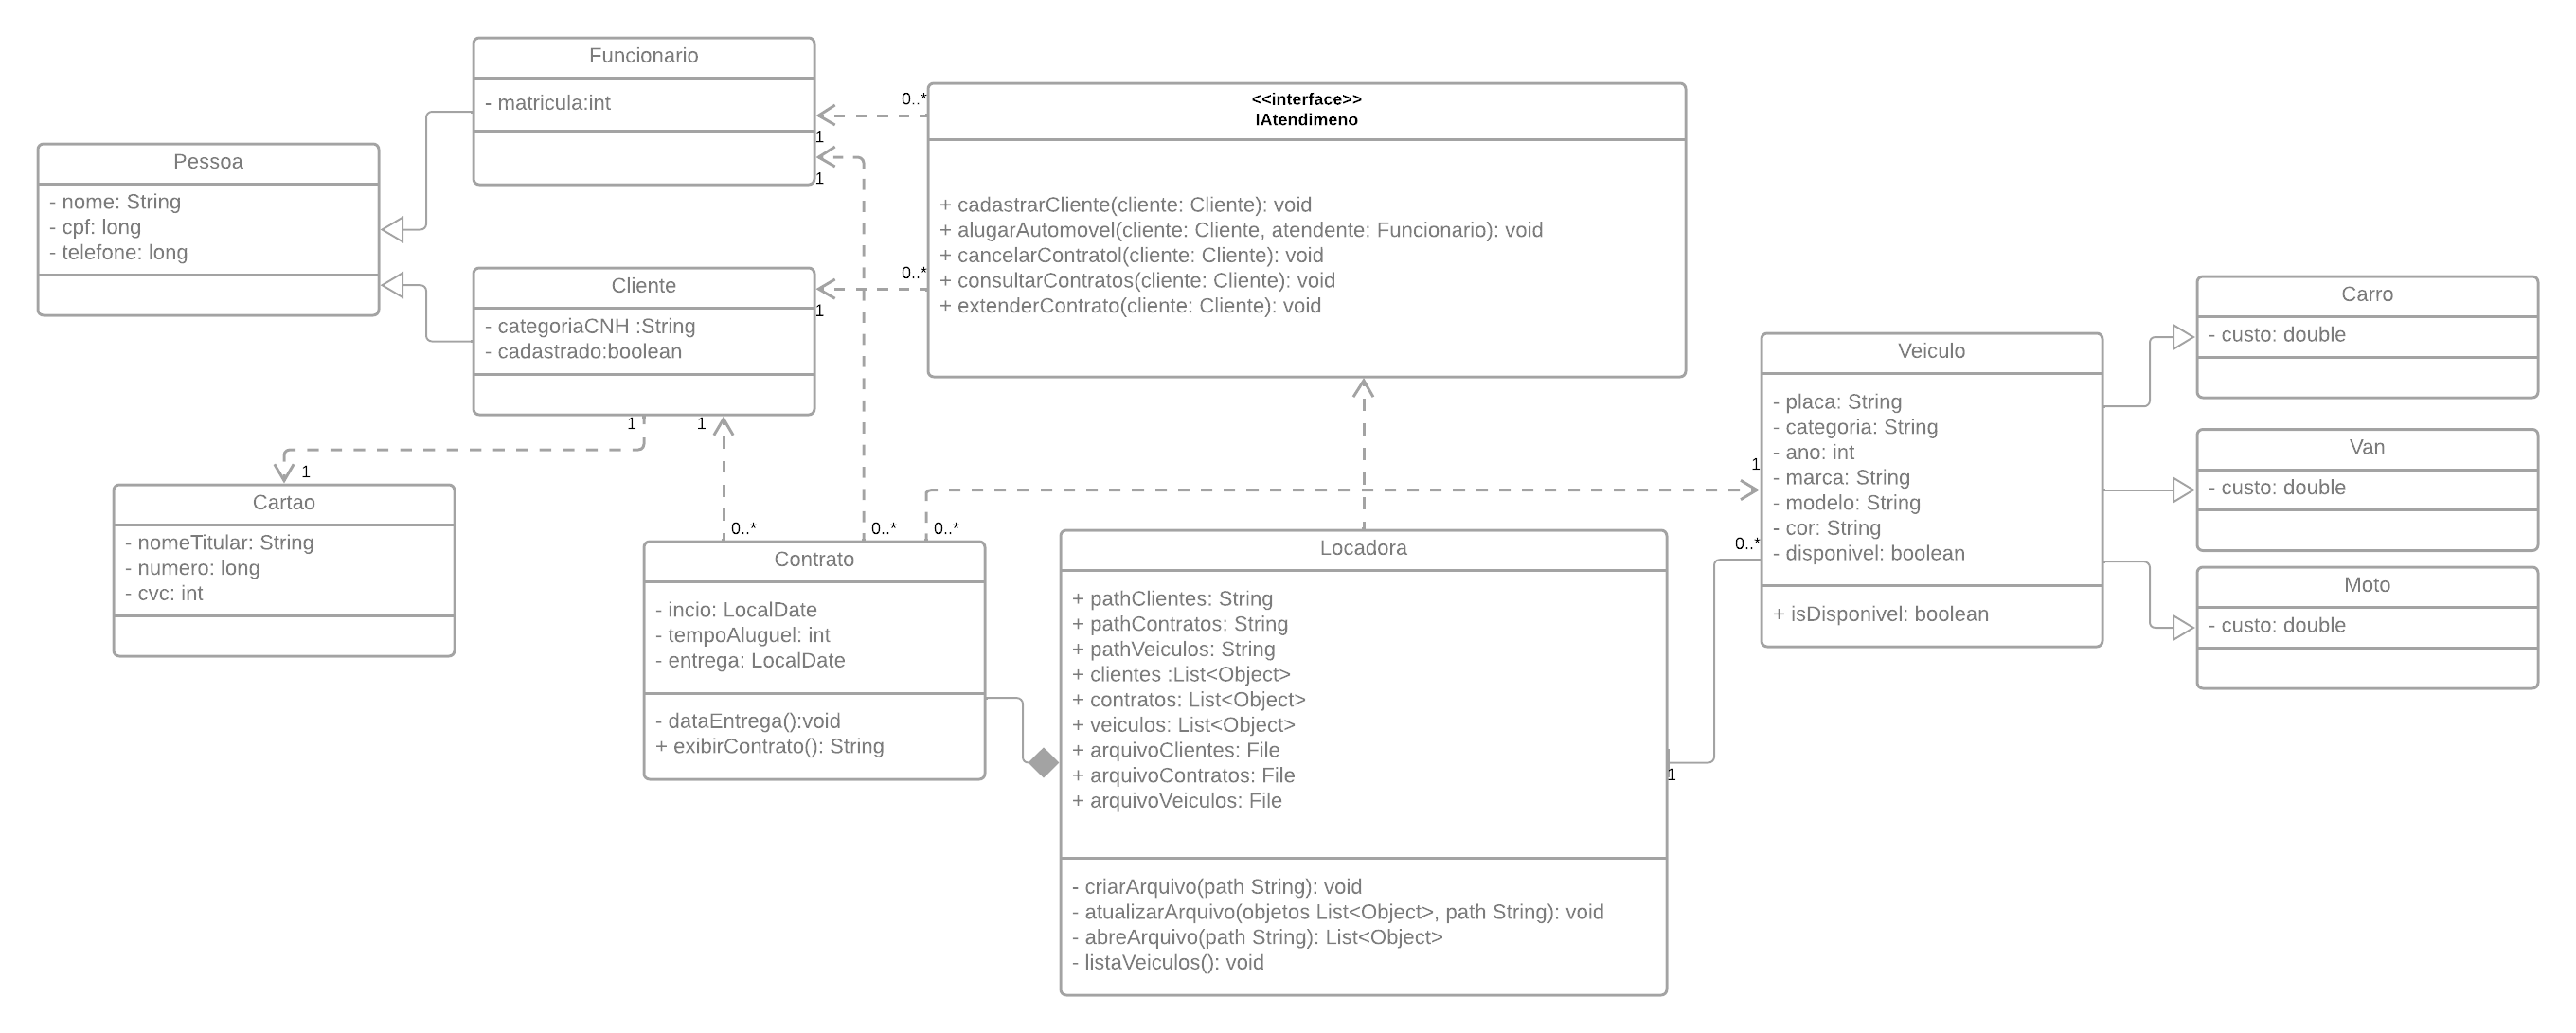 Funcionario
- matricula:int
Pessoa
- nome: String
- cpf: long
- telefone: long
Cliente
- categoriaCNH :String
- cadastrado:boolean
Cartao
- nomeTitular: String
- numero: long
- cvc: int
<<interface>>
IAtendimeno
+ cadastrarCliente(cliente: Cliente): void
+ alugarAutomovel(cliente: Cliente, atendente: Funcionario): void
+ cancelarContratol(cliente: Cliente): void
+ consultarContratos(cliente: Cliente): void
+ extenderContrato(cliente: Cliente): void
0..*
1
1
0..*
1
1
1
1
0..*
0..*
0..*
1
0..*
1
Contrato
- incio: LocalDate
- tempoAluguel: int
- entrega: LocalDate
- dataEntrega():void
+ exibirContrato(): String
Locadora
+ pathClientes: String
+ pathContratos: String
+ pathVeiculos: String
+ clientes :List<Object>
+ contratos: List<Object>
+ veiculos: List<Object>
+ arquivoClientes: File
+ arquivoContratos: File
+ arquivoVeiculos: File
- criarArquivo(path String): void
- atualizarArquivo(objetos List<Object>, path String): void
- abreArquivo(path String): List<Object>
- listaVeiculos(): void
Veiculo
- placa: String
- categoria: String
- ano: int
- marca: String
- modelo: String
- cor: String
- disponivel: boolean
+ isDisponivel: boolean
Carro
- custo: double
Van
- custo: double
Moto
- custo: double